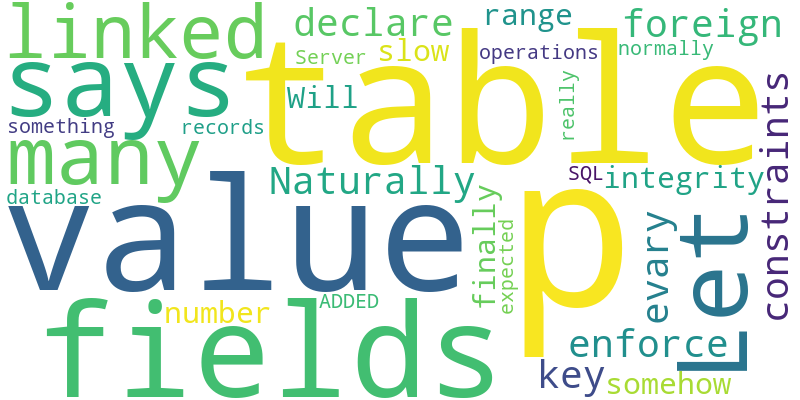 linked
declare
range
foreign
says
Server
slow
operations
normally
table
Will
really
something
records
many
constraints
database
Naturally
SQL
integrity
value
p
finally
expected
evary
Let
fields
number
ADDED
enforce
key
somehow